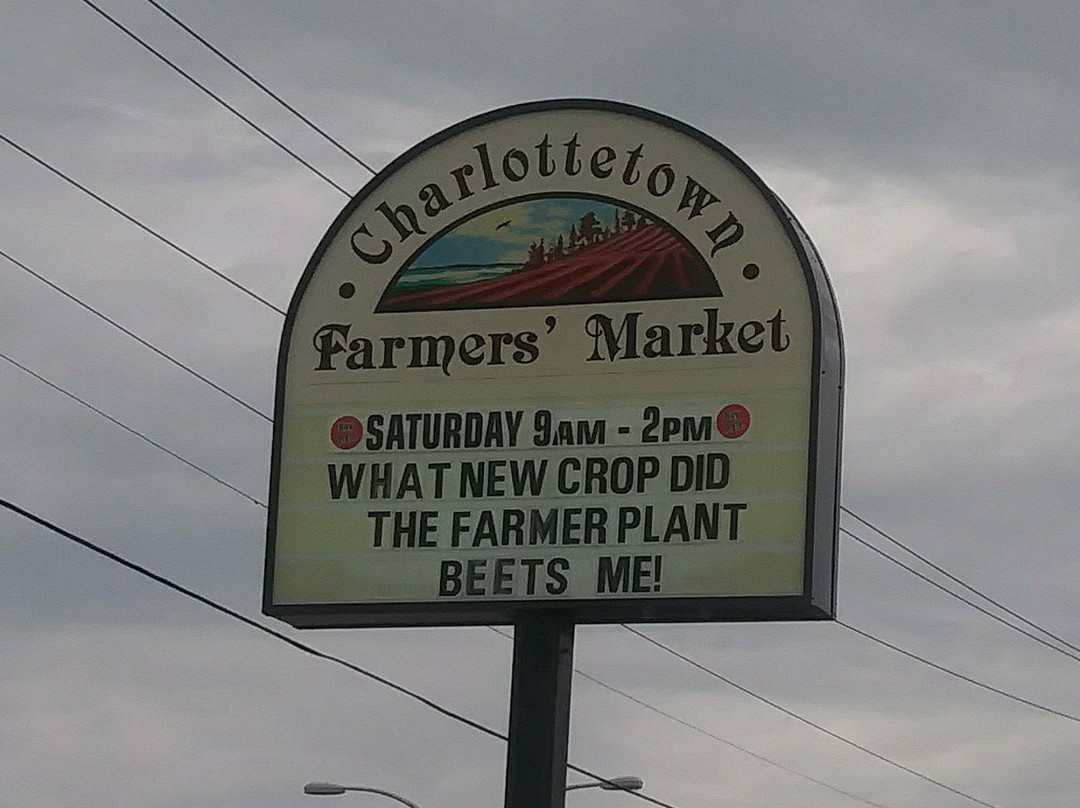 Charlottetown
Farmers' Market
SATURDAY 9AM - 2PM
WHAT NEW CROP DID
THE FARMER PLANT
BEETS ME!